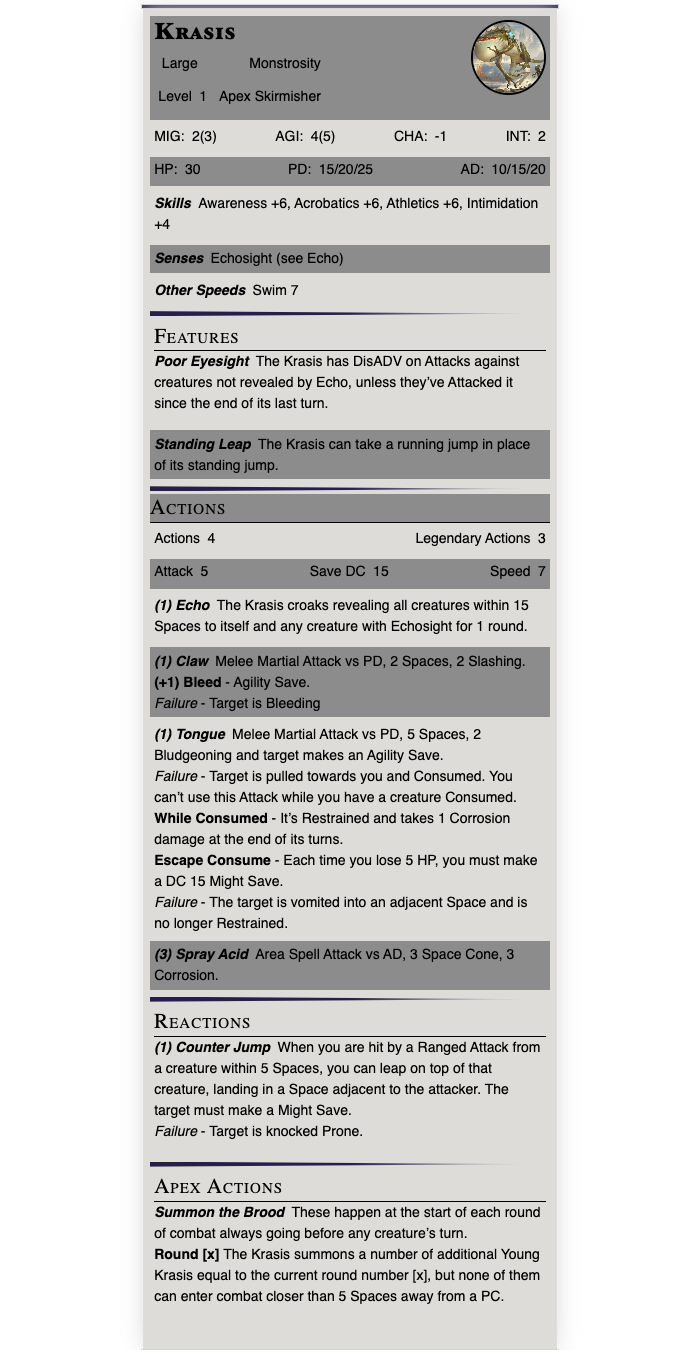 Krasis
Large Monstrosity
Level 1 Apex Skirmisher
MIG: 2(3) AGI: 4(5) CHA: -1 INT: 2
HP: 30 PD: 15/20/25 AD: 10/15/20
Skills Awareness +6, Acrobatics +6, Athletics +6, Intimidation
+4
Senses Echosight (see Echo)
Other Speeds Swim 7
Features
Poor Eyesight The Krasis has DisADV on Attacks against
creatures not revealed by Echo, unless they’ve Attacked it
since the end of its last turn.
Standing Leap The Krasis can take a running jump in place
of its standing jump.
Actions
Actions 4 Legendary Actions 3
Attack 5 Save DC 15 Speed 7
(1) Echo The Krasis croaks revealing all creatures within 15
Spaces to itself and any creature with Echosight for 1 round.
(1) Claw Melee Martial Attack vs PD, 2 Spaces, 2 Slashing.
(+1) Bleed - Agility Save.
Failure - Target is Bleeding
(1) Tongue Melee Martial Attack vs PD, 5 Spaces, 2
Bludgeoning and target makes an Agility Save.
Failure - Target is pulled towards you and Consumed. You
can’t use this Attack while you have a creature Consumed.
While Consumed - It’s Restrained and takes 1 Corrosion
damage at the end of its turns.
Escape Consume - Each time you lose 5 HP, you must make
a DC 15 Might Save.
Failure - The target is vomited into an adjacent Space and is
no longer Restrained.
(3) Spray Acid Area Spell Attack vs AD, 3 Space Cone, 3
Corrosion.
Reactions
(1) Counter Jump When you are hit by a Ranged Attack from
a creature within 5 Spaces, you can leap on top of that
creature, landing in a Space adjacent to the attacker. The
target must make a Might Save.
Failure - Target is knocked Prone.
Apex Actions
Summon the Brood These happen at the start of each round
of combat always going before any creature’s turn.
Round [x] The Krasis summons a number of additional Young
Krasis equal to the current round number [x], but none of them
can enter combat closer than 5 Spaces away from a PC.